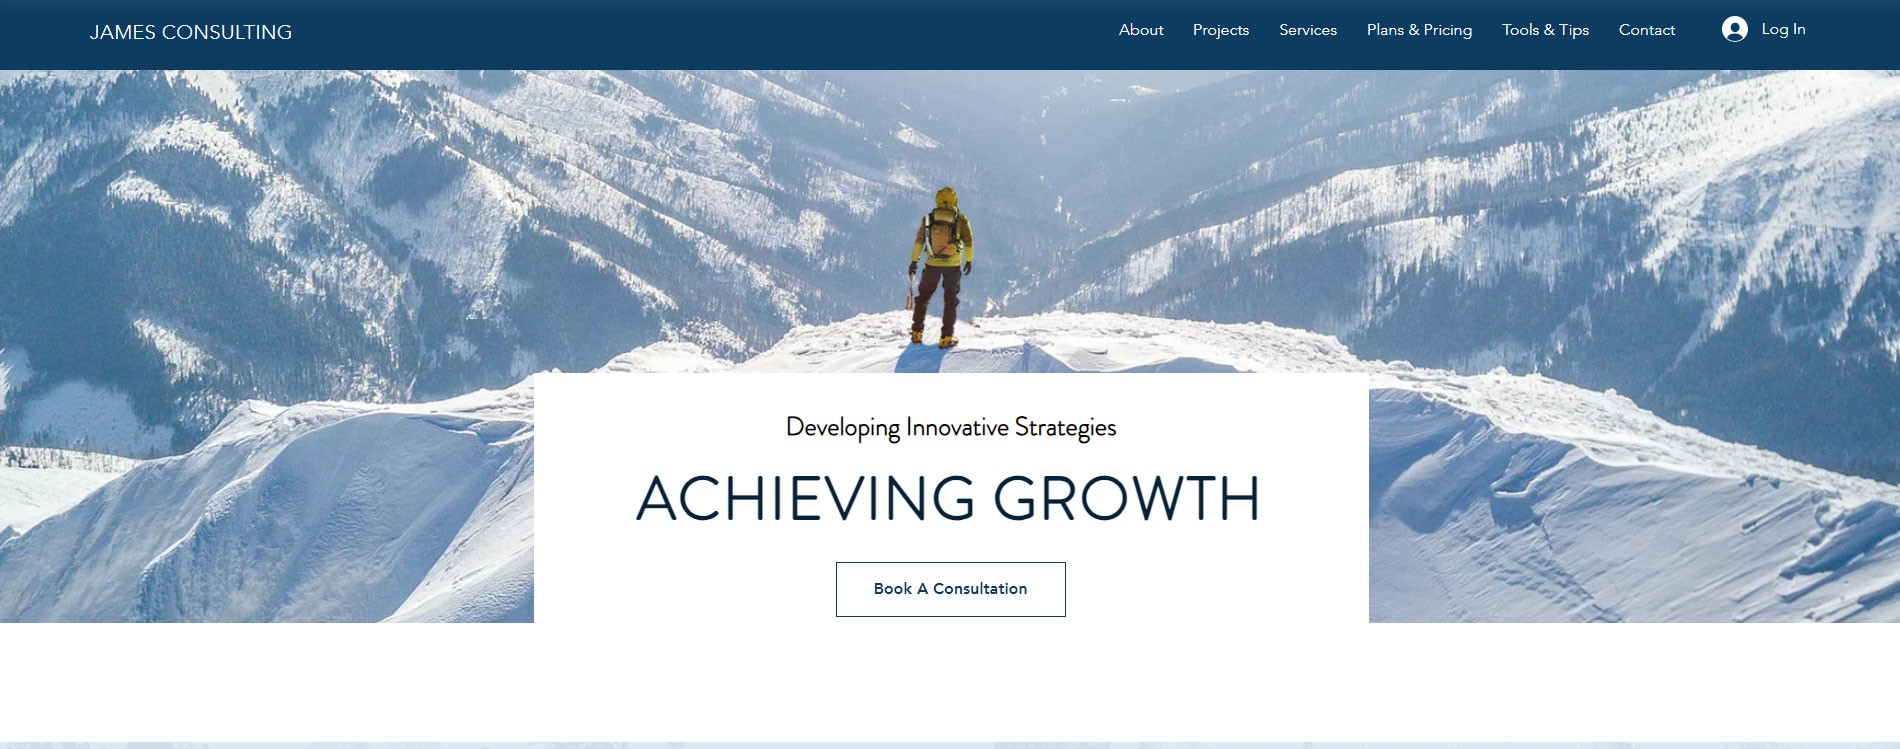 JAMES CONSULTING
About Projects Services Plans & Pricing Tools & Tips Contact Log In
Developing Innovative Strategies
ACHIEVING GROWTH
Book A Consultation